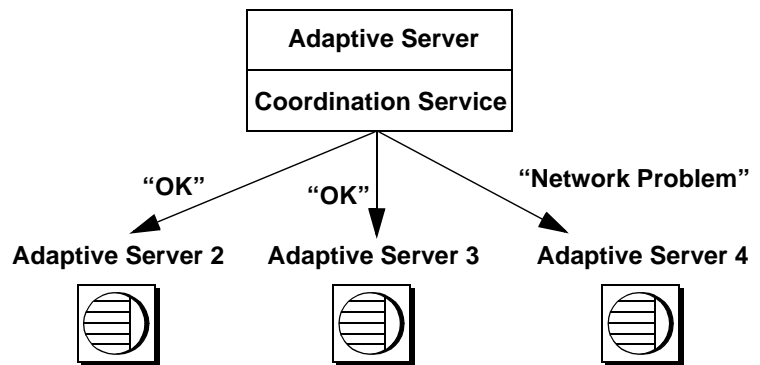 Adaptive Server
Coordination Service
“OK”
“OK”
“Network Problem”
Adaptive Server 2
Adaptive Server 3
Adaptive Server 4